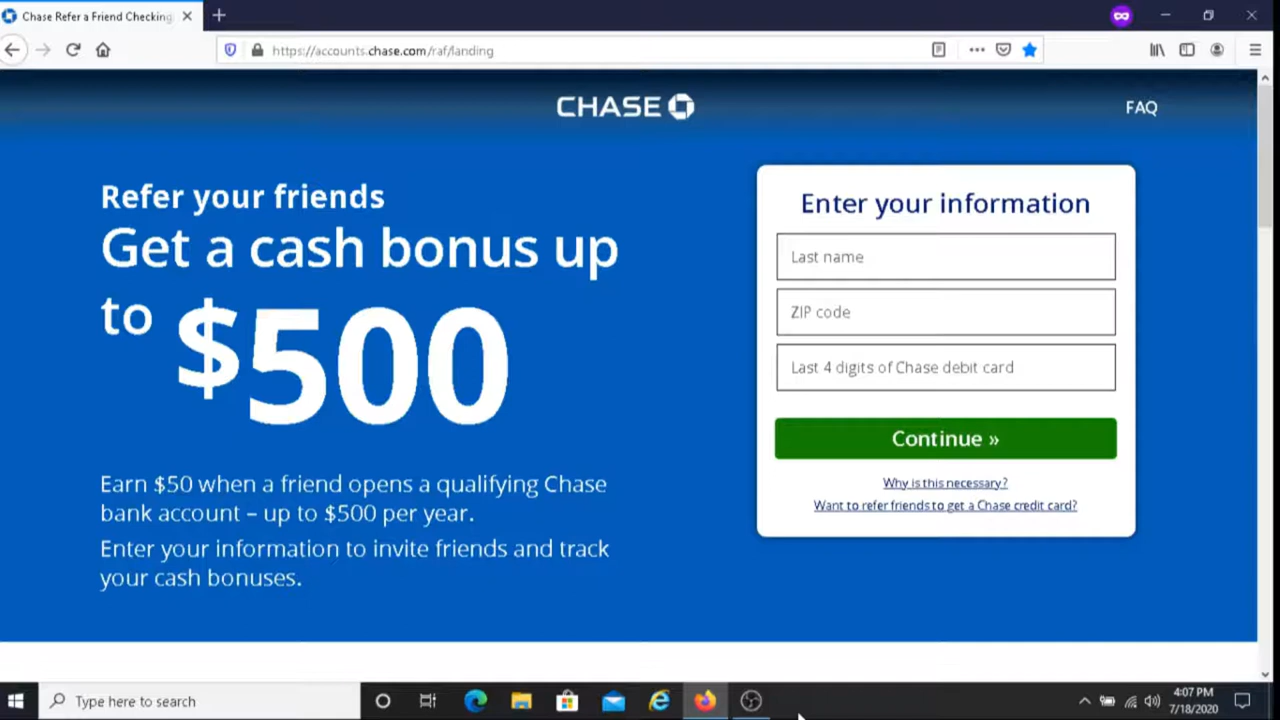 Chase Refer a Friend Checking
https://accounts.chase.com/raf/landing
CHASE
FAQ
Refer your friends
Get a cash bonus up
to $500
Earn $50 when a friend opens a qualifying Chase
bank account – up to $500 per year.
Enter your information to invite friends and track
your cash bonuses.
Enter your information
Last name
ZIP code
Last 4 digits of Chase debit card
Continue »
Why is this necessary?
Want to refer friends to get a Chase credit card?
Type here to search
4:07 PM
7/18/2020